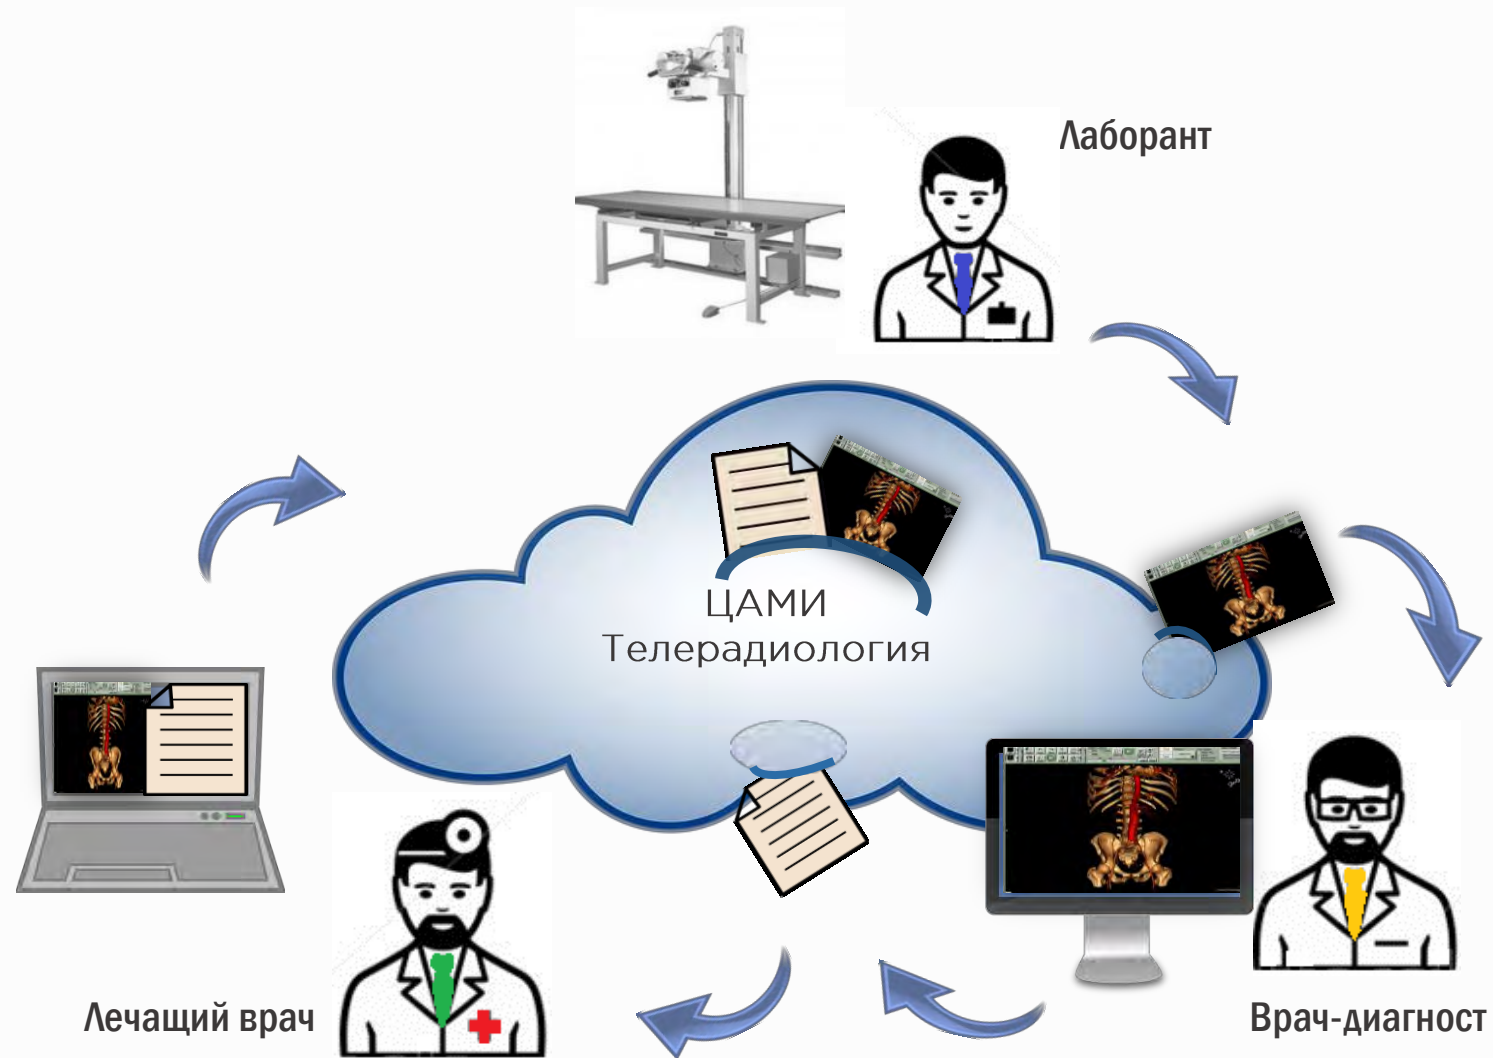 Лаборант
ЦАМИ
Телерадиология
Лечащий врач
Врач-диагност